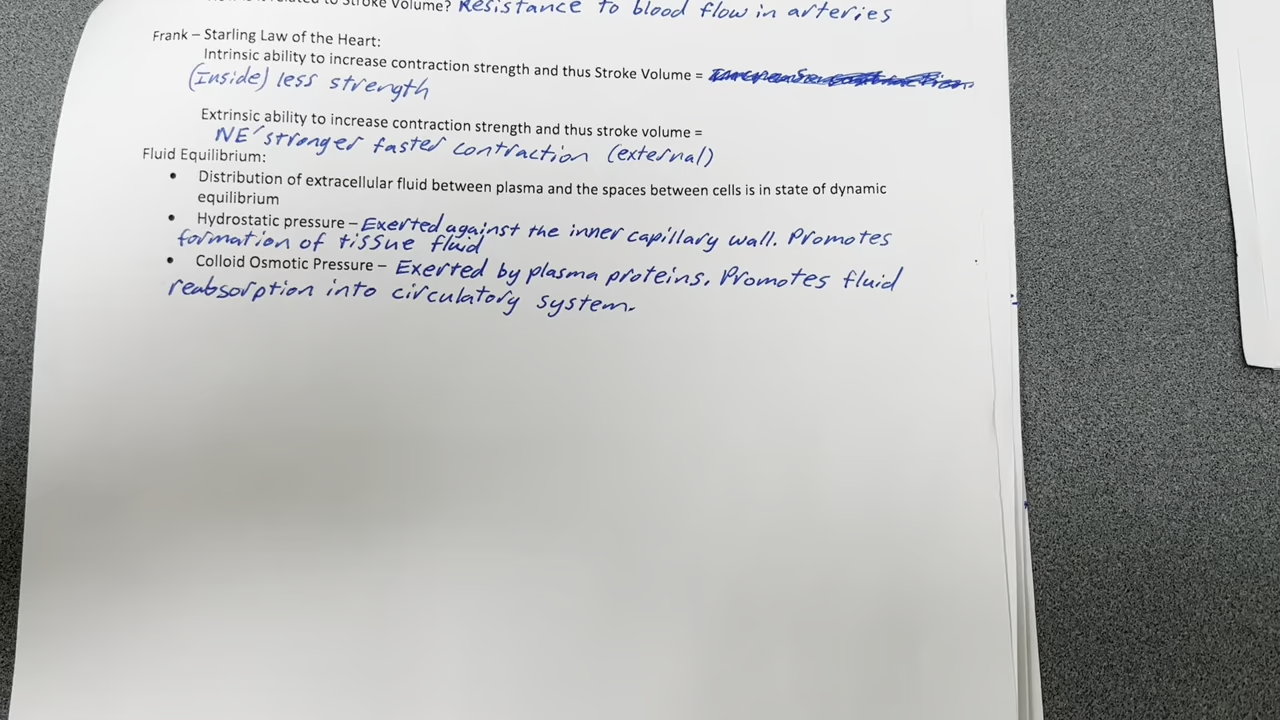 related to Stroke Volume? Resistance to blood flow in arteries
Frank – Starling Law of the Heart:
Intrinsic ability to increase contraction strength and thus Stroke Volume =
(Inside) less strength
Extrinsic ability to increase contraction strength and thus stroke volume =
NE' stronger faster contraction (external)
Fluid Equilibrium:
• Distribution of extracellular fluid between plasma and the spaces between cells is in state of dynamic
equilibrium
• Hydrostatic pressure – Exerted against the inner capillary wall. Promotes
formation of tissue fluid
• Colloid Osmotic Pressure – Exerted by plasma proteins. Promotes fluid
reabsorption into circulatory system.